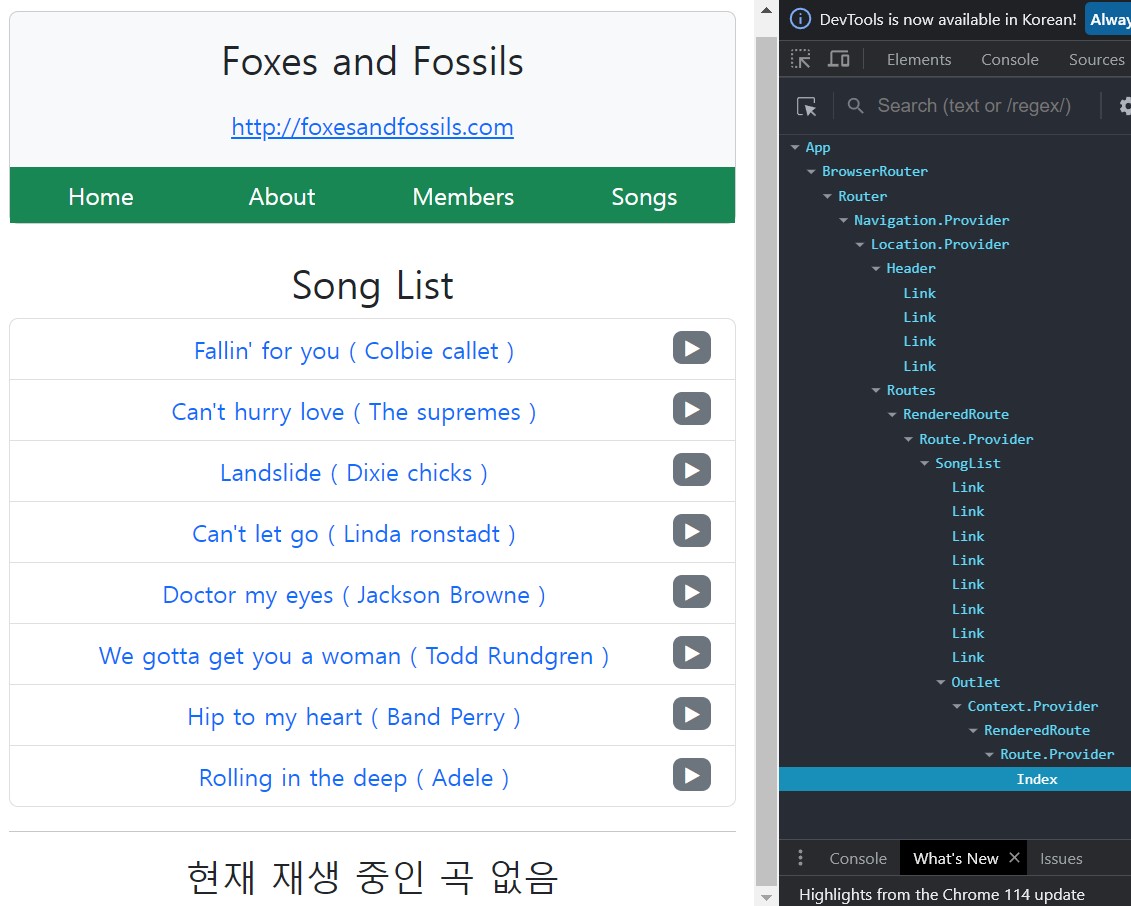 Foxes and Fossils
http://foxesandfossils.com
Home About Members Songs
Song List
Fallin' for you ( Colbie callet )
Can't hurry love ( The supremes )
Landslide ( Dixie chicks )
Can't let go ( Linda ronstadt )
Doctor my eyes ( Jackson Browne )
We gotta get you a woman ( Todd Rundgren )
Hip to my heart ( Band Perry )
Rolling in the deep ( Adele )
현재 재생 중인 곡 없음
DevTools is now available in Korean! Alway
Elements Console Sources
Search (text or /regex/)
App
BrowserRouter
Router
Navigation.Provider
Location.Provider
Header
Link
Link
Link
Link
Routes
RenderedRoute
Route.Provider
SongList
Link
Link
Link
Link
Link
Link
Link
Link
Outlet
Context.Provider
RenderedRoute
Route.Provider
Index
Console What's New Issues
Highlights from the Chrome 114 update